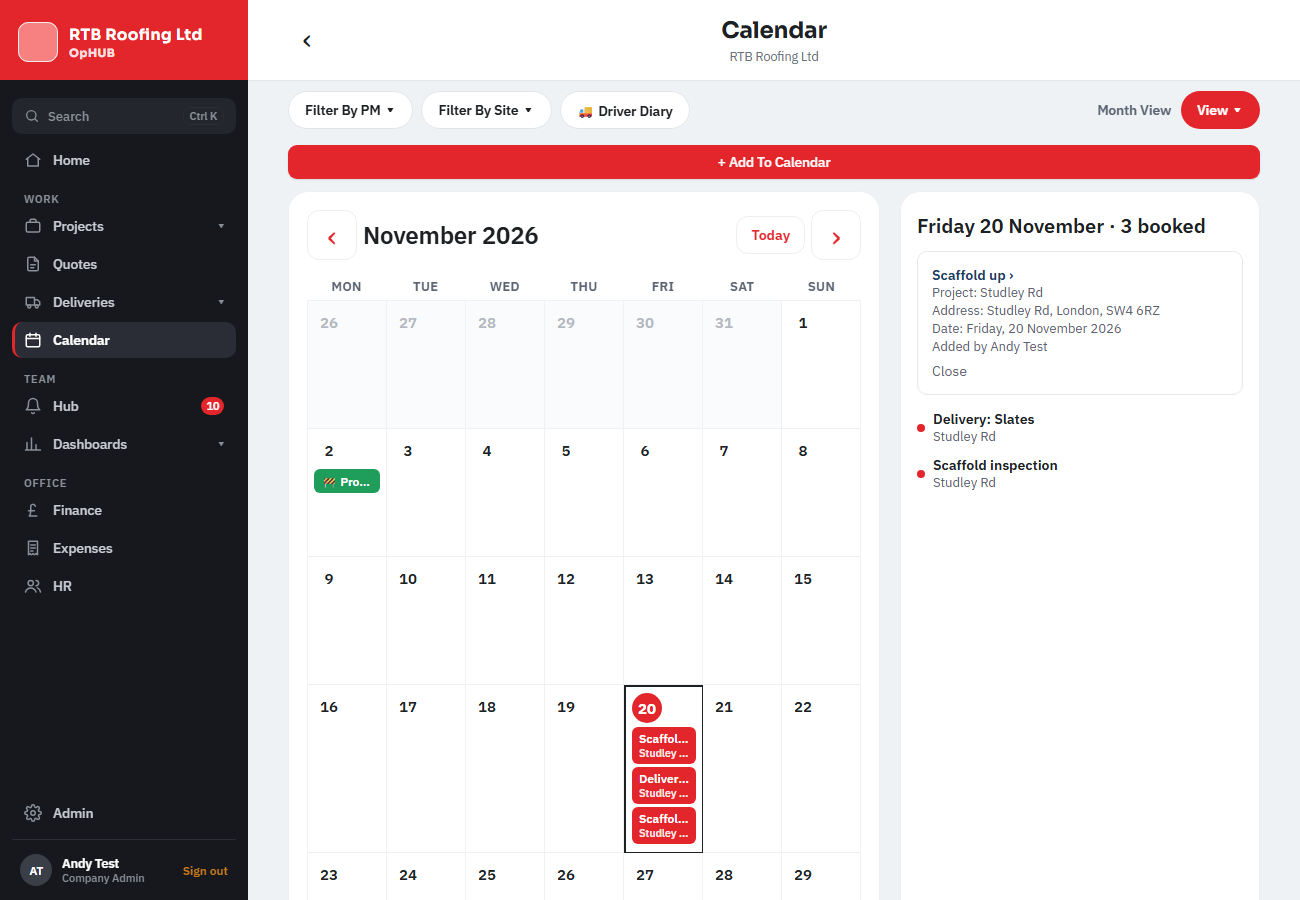 RTB Roofing Ltd
OpHUB
Search
Ctrl K
Home
WORK
Projects
Quotes
Deliveries
Calendar
TEAM
Hub
10
Dashboards
OFFICE
Finance
Expenses
HR
Admin
AT
Andy Test
Company Admin
Sign out
Calendar
RTB Roofing Ltd
Filter By PM
Filter By Site
Driver Diary
Month View
View
+ Add To Calendar
November 2026
Today
MON TUE WED THU FRI SAT SUN
26 27 28 29 30 31 1
2 3 4 5 6 7 8
Pro...
9 10 11 12 13 14 15
16 17 18 19 20 21 22
Scaffol...
Studley ...
Deliver...
Studley ...
Scaffol...
Studley ...
23 24 25 26 27 28 29
Friday 20 November · 3 booked
Scaffold up ›
Project: Studley Rd
Address: Studley Rd, London, SW4 6RZ
Date: Friday, 20 November 2026
Added by Andy Test
Close
Delivery: Slates
Studley Rd
Scaffold inspection
Studley Rd